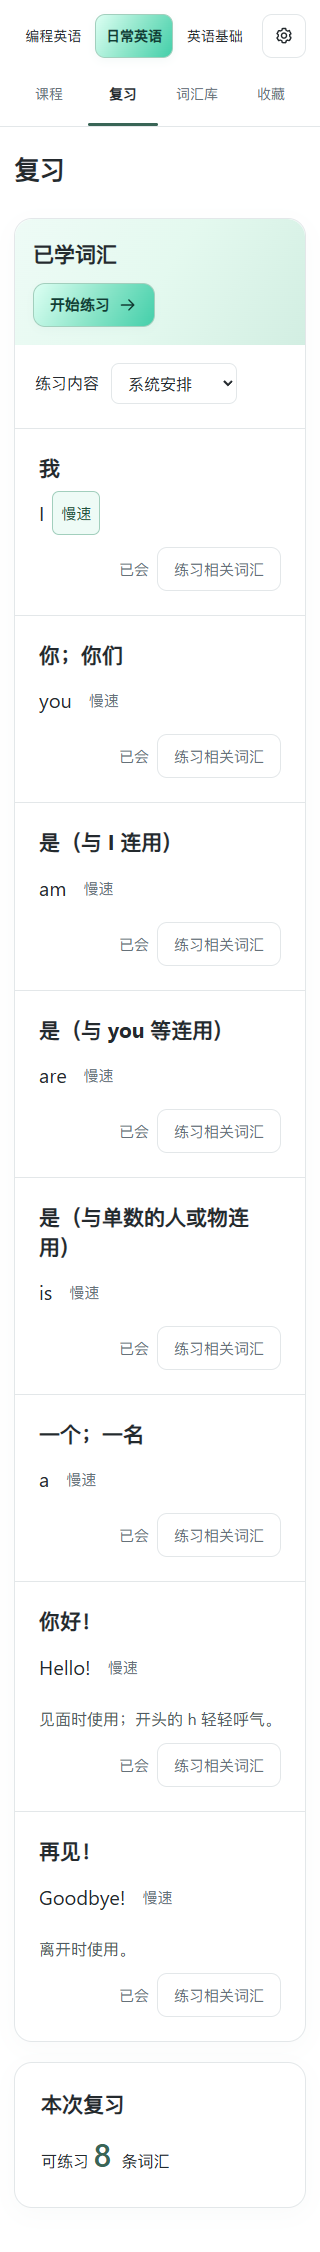 编程英语 日常英语 英语基础
课程 复习 词汇库 收藏
复习
已学词汇
开始练习 →
练习内容 系统安排
我
I 慢速
已会 练习相关词汇
你；你们
you 慢速
已会 练习相关词汇
是（与 I 连用）
am 慢速
已会 练习相关词汇
是（与 you 等连用）
are 慢速
已会 练习相关词汇
是（与单数的人或物连
用）
is 慢速
已会 练习相关词汇
一个；一名
a 慢速
已会 练习相关词汇
你好！
Hello! 慢速
见面时使用；开头的 h 轻轻呼气。
已会 练习相关词汇
再见！
Goodbye! 慢速
离开时使用。
已会 练习相关词汇
本次复习
可练习 8 条词汇